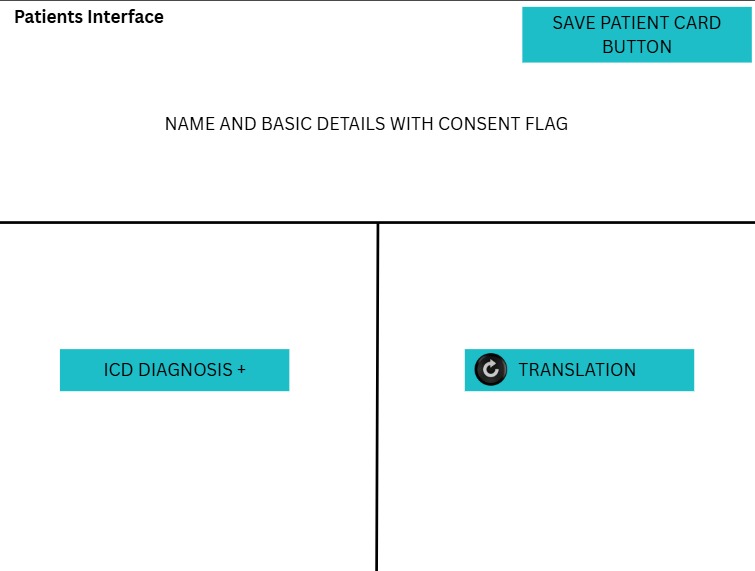 Patients Interface
SAVE PATIENT CARD
BUTTON
NAME AND BASIC DETAILS WITH CONSENT FLAG
ICD DIAGNOSIS +
TRANSLATION